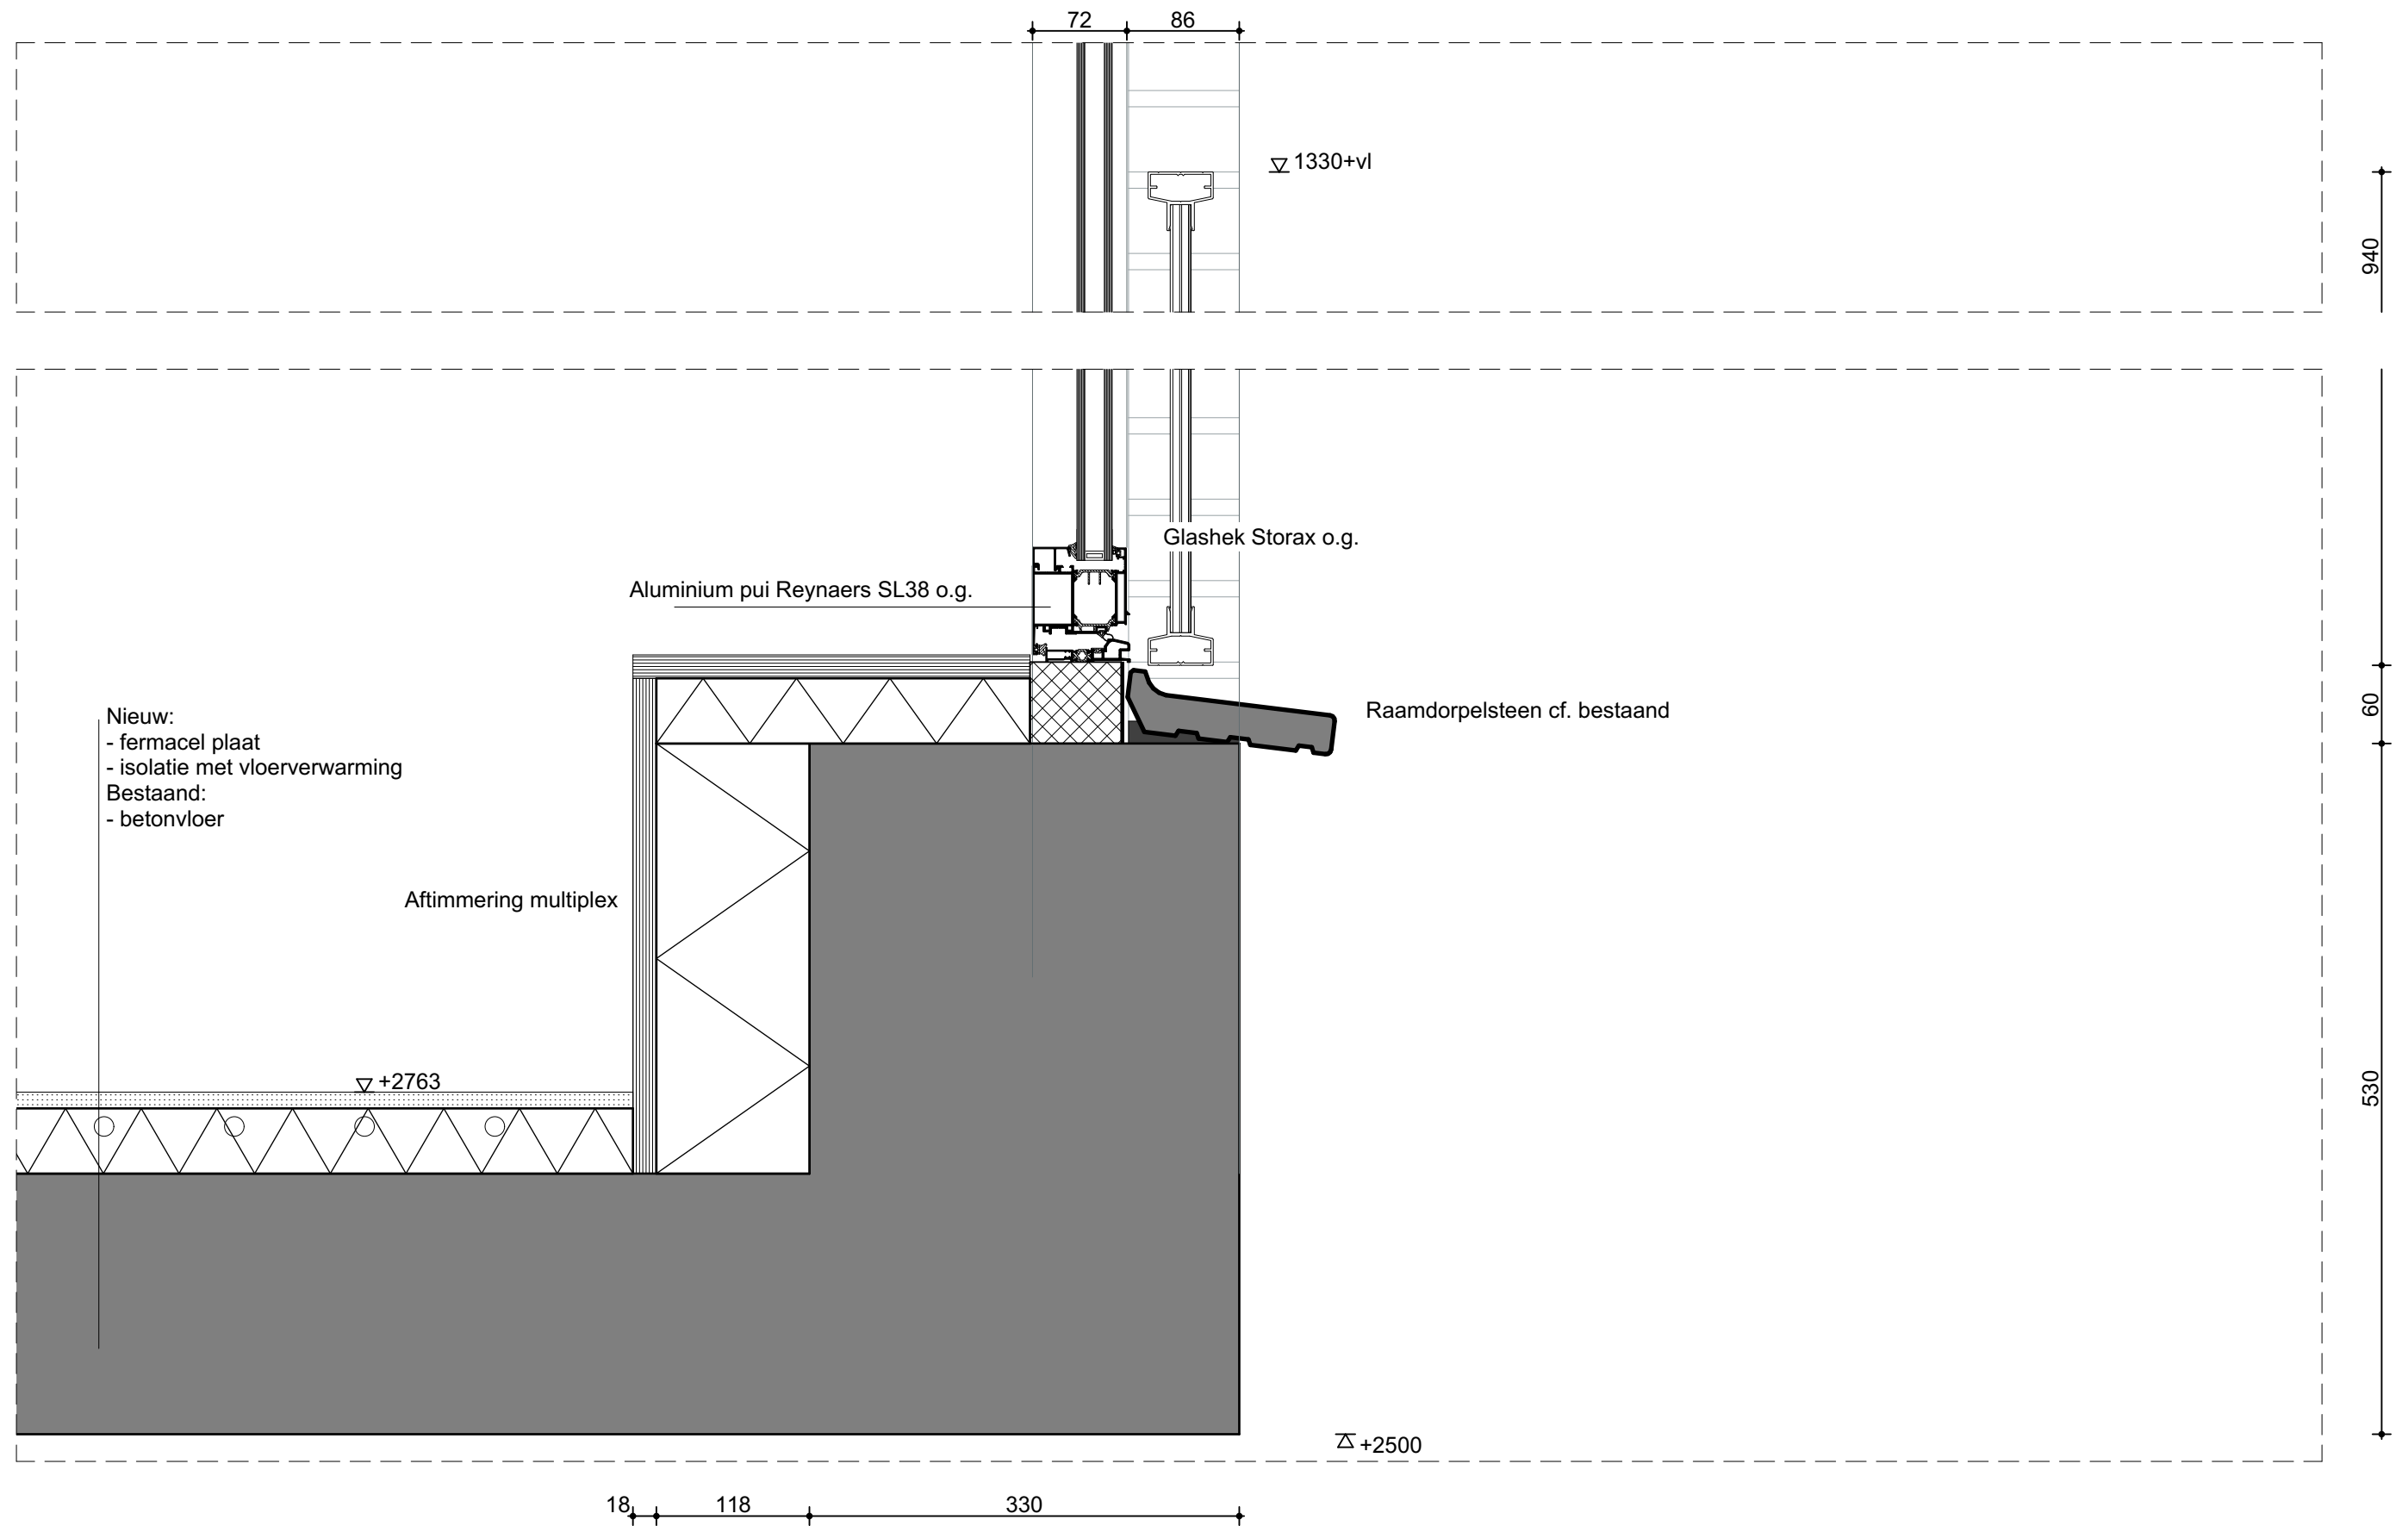 72
86
1330+vl
940
Glashek Storax o.g.
Aluminium pui Reynaers SL38 o.g.
60
Raamdorpelsteen cf. bestaand
Nieuw:
- fermacel plaat
- isolatie met vloerverwarming
Bestaand:
- betonvloer
Aftimmering multiplex
+2763
530
+2500
18
118
330